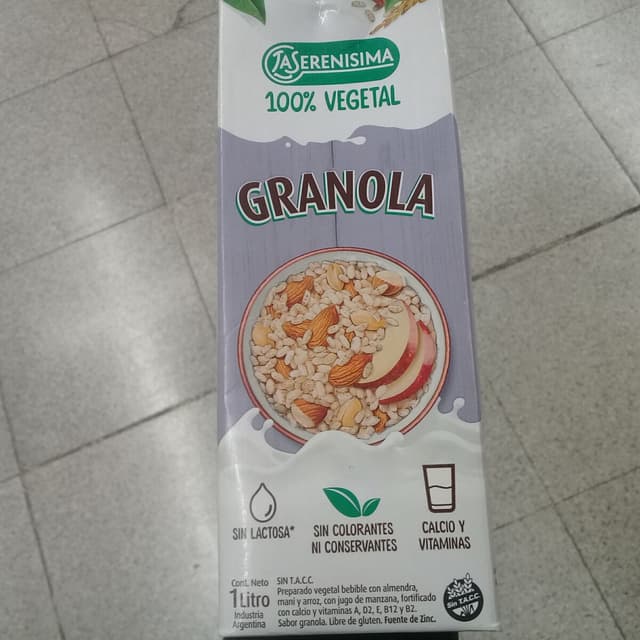 LA SERENISIMA
100% VEGETAL
GRANOLA
SIN LACTOSA*
SIN COLORANTES
NI CONSERVANTES
CALCIO Y
VITAMINAS
Cont. Neto
1 Litro
Industria
Argentina
SIN T.A.C.C.
Preparado vegetal bebible con almendra,
maní y arroz, con jugo de manzana, fortificado
con calcio y vitaminas A, D2, E, B12 y B2.
Sabor granola. Libre de gluten. Fuente de Zinc.
Sin T.A.C.C.